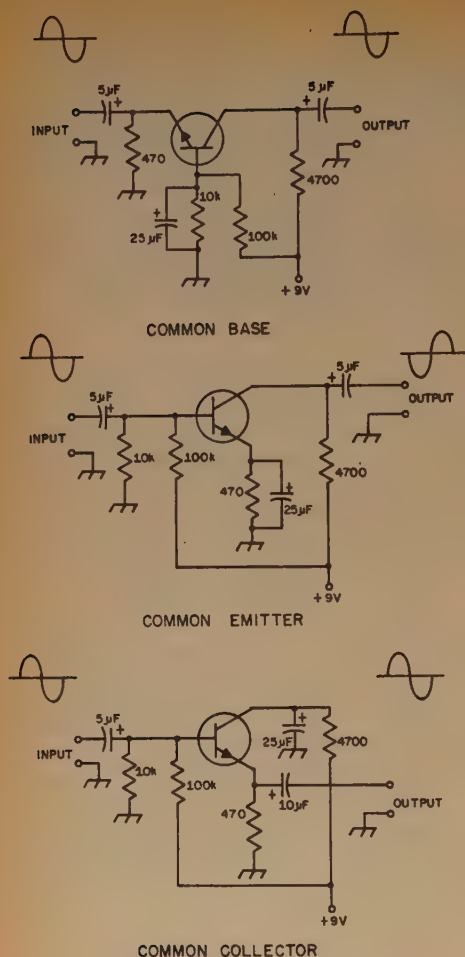 5µF
5µF
INPUT
OUTPUT
470
10k
4700
25µF
100k
+9V
COMMON BASE
5µF
5µF
INPUT
OUTPUT
10k
100k
4700
470
25µF
+9V
COMMON EMITTER
5µF
25µF
4700
INPUT
10k
100k
10µF
OUTPUT
470
+9V
COMMON COLLECTOR